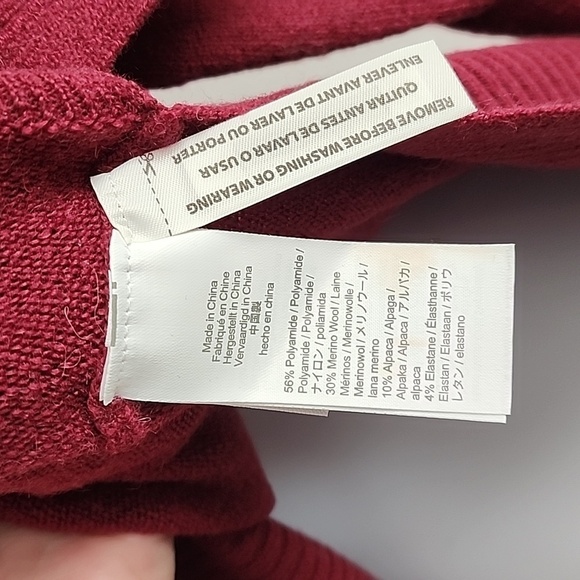 REMOVE BEFORE WASHING OR WEARING
QUITAR ANTES DE LAVAR O USAR
ENLEVER AVANT DE LAVER OU PORTER
Made in China
Fabriqué en Chine
Hergestellt in China
Vervaardigd in China
中国製
hecho en china
56% Polyamide / Polyamide /
Polyamide / Polyamide /
ナイロン / poliamida
30% Merino Wool / Laine
Mérinos / Merinowolle /
Merinowol / メリノウール /
lana merino
10% Alpaca / Alpaga /
Alpaka / Alpaca / アルパカ /
alpaca
4% Elastane / Élasthanne /
Elastan / Elastaan / ポリウ
レタン / elastano